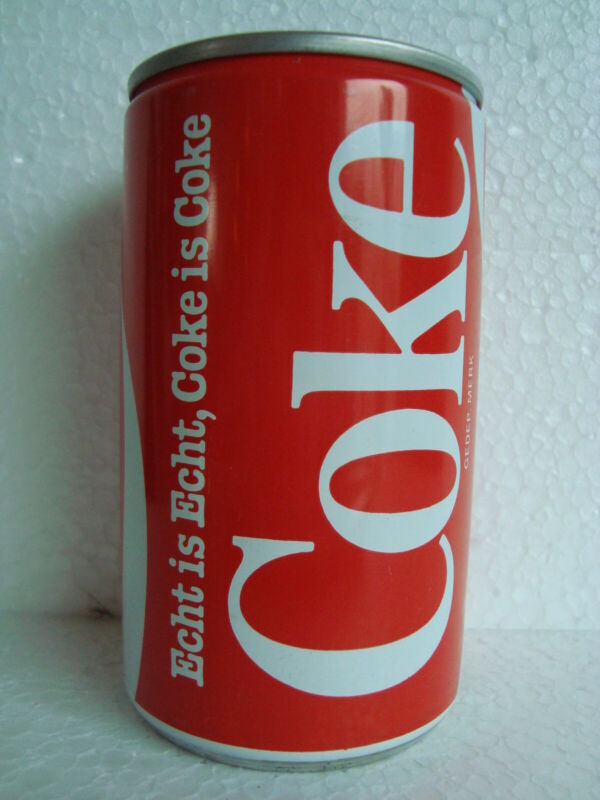 Echt is Echt, Coke is Coke
Coke
GEDEP. MERK